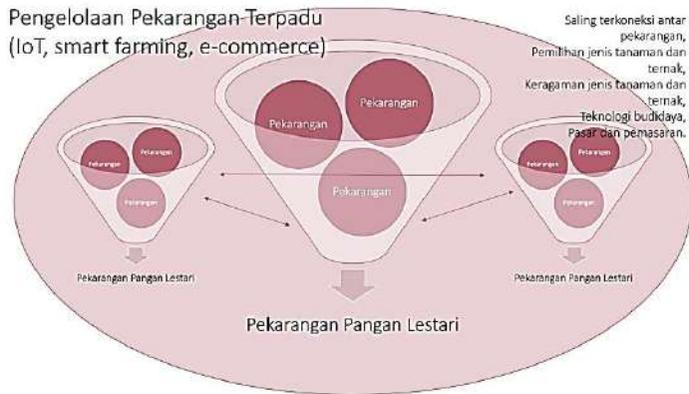 Pengelolaan Pekarangan Terpadu
(IoT, smart farming, e-commerce)
Saling terkoneksi antar
pekarangan,
Pemilihan jenis tanaman dan
ternak,
Keragaman jenis tanaman dan
ternak,
Teknologi budidaya,
Pasar dan pemasaran.
Pekarangan
Pekarangan
Pekarangan
Pekarangan
Pekarangan
Pekarangan
Pekarangan
Pekarangan
Pekarangan
Pekarangan Pangan Lestari
Pekarangan Pangan Lestari
Pekarangan Pangan Lestari